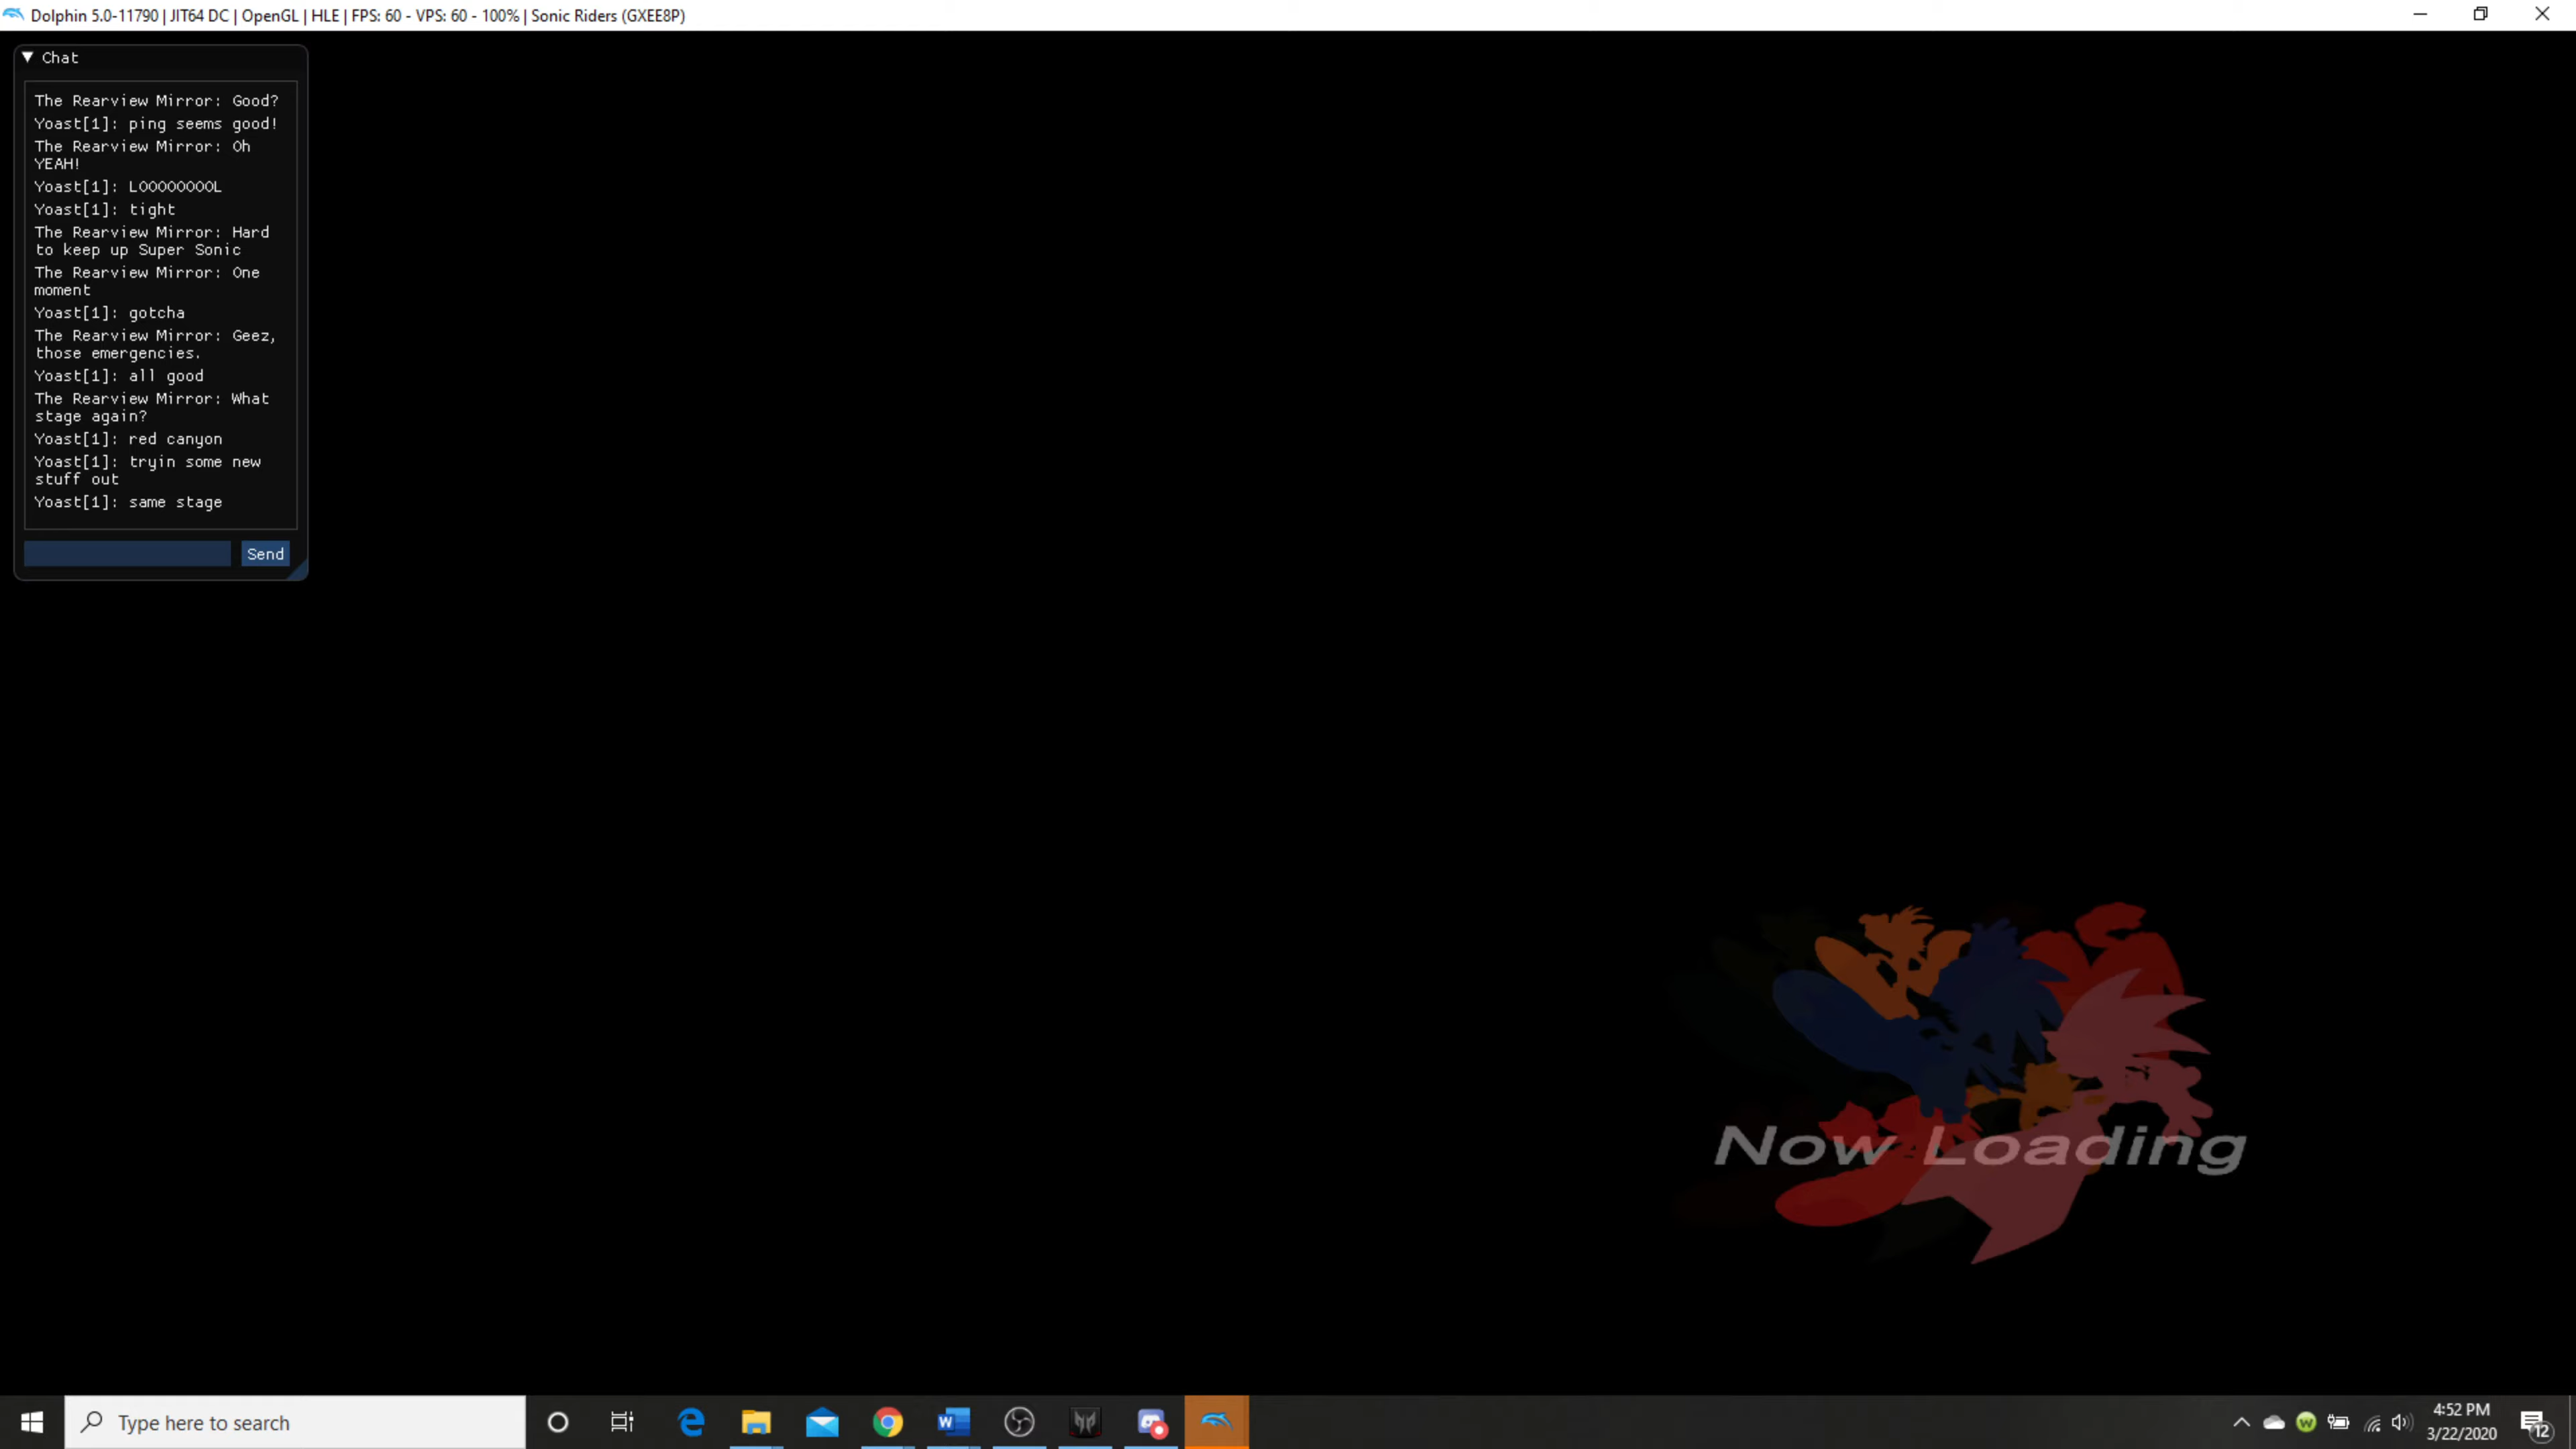 Dolphin 5.0-11790 | JIT64 DC | OpenGL | HLE | FPS: 60 - VPS: 60 - 100% | Sonic Riders (GXEE8P)
Chat
The Rearview Mirror: Good?
Yoast[1]: ping seems good!
The Rearview Mirror: Oh
YEAH!
Yoast[1]: LOOOOOOOOL
Yoast[1]: tight
The Rearview Mirror: Hard
to keep up Super Sonic
The Rearview Mirror: One
moment
Yoast[1]: gotcha
The Rearview Mirror: Geez,
those emergencies.
Yoast[1]: all good
The Rearview Mirror: What
stage again?
Yoast[1]: red canyon
Yoast[1]: tryin some new
stuff out
Yoast[1]: same stage
Send
Now Loading
Type here to search
4:52 PM
3/22/2020
12